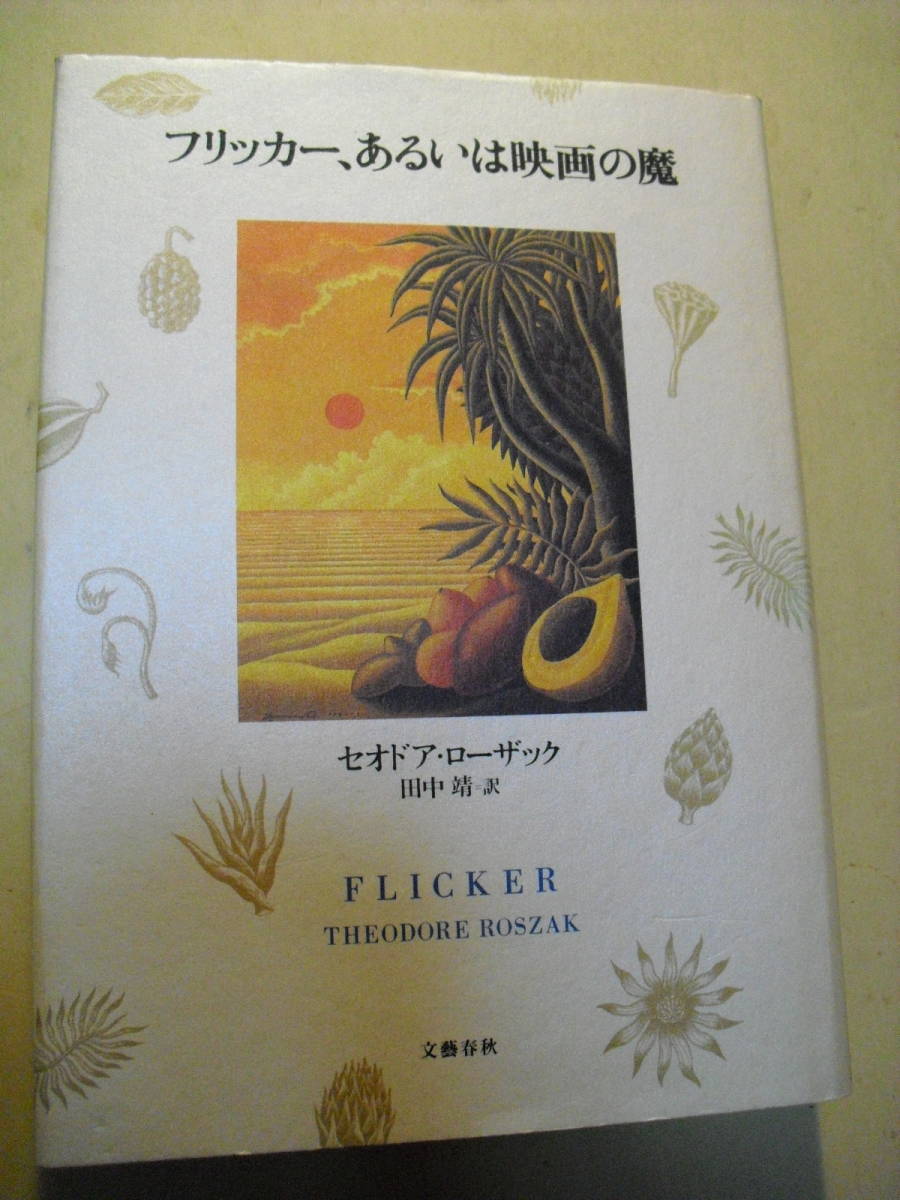 フリッカー、あるいは映画の魔
セオドア・ローザック
田中 靖=訳
FLICKER
THEODORE ROSZAK
文藝春秋